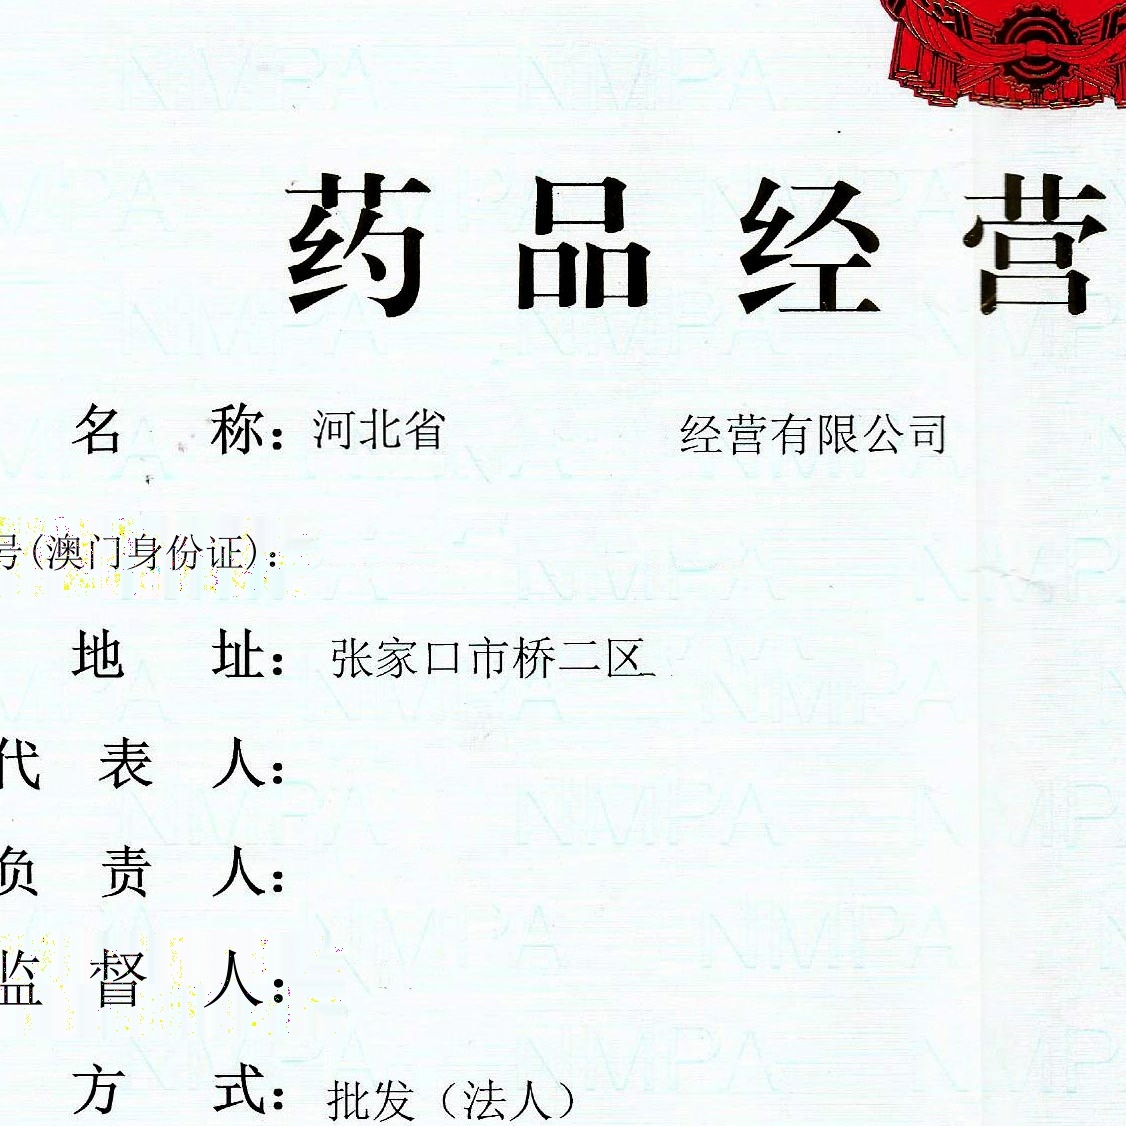 药品经营
名 称：河北省 经营有限公司
号(澳门身份证)：
地 址：张家口市桥二区
代 表 人：
负 责 人：
监 督 人：
方 式：批发（法人）
NMPA